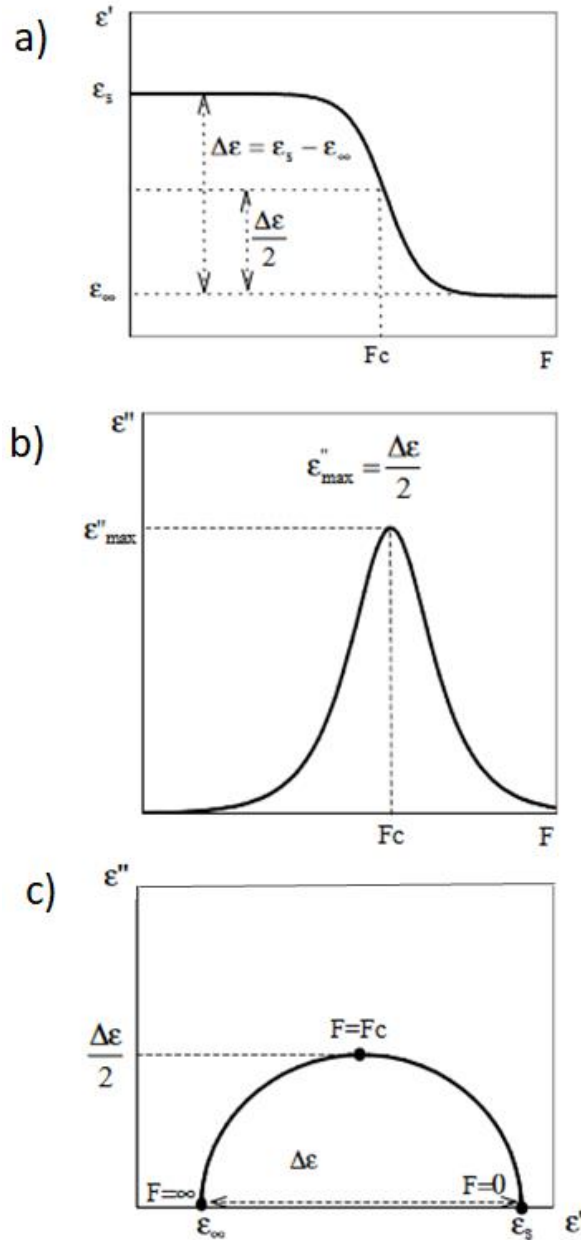 a)
ε'
εs
Δε = εs − ε∞
Δε
2
ε∞
Fc
F
b)
ε"
ε"max = Δε
2
ε"max
Fc
F
c)
ε"
Δε
2
F=Fc
Δε
F=∞
F=0
ε∞
εs
ε'